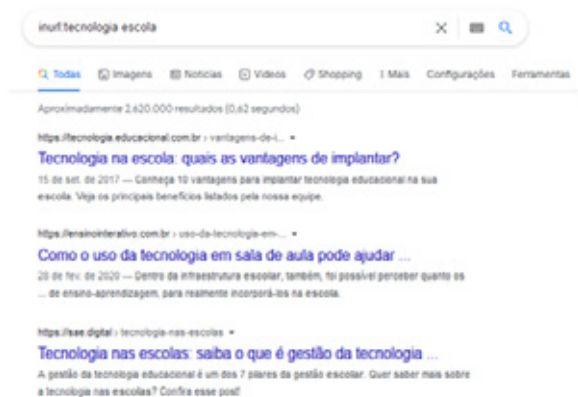 inurl:tecnologia escola
Todas Imagens Notícias Vídeos Shopping Mais Configurações Ferramentas
Aproximadamente 2.620.000 resultados (0,62 segundos)
https://tecnologia.educacional.com.br › vantagens-de-i...
Tecnologia na escola: quais as vantagens de implantar?
15 de set. de 2017 — Conheça 10 vantagens para implantar tecnologia educacional na sua
escola. Veja os principais benefícios listados pela nossa equipe.
https://ensinointerativo.com.br › uso-da-tecnologia-em-...
Como o uso da tecnologia em sala de aula pode ajudar ...
28 de fev. de 2020 — Dentro da infraestrutura escolar, também, foi possível perceber quanto os
... de ensino-aprendizagem, para realmente incorporá-los na escola.
https://sae.digital › tecnologia-nas-escolas
Tecnologia nas escolas: saiba o que é gestão da tecnologia ...
A gestão da tecnologia educacional é um dos 7 pilares da gestão escolar. Quer saber mais sobre
a tecnologia nas escolas? Confira esse post!